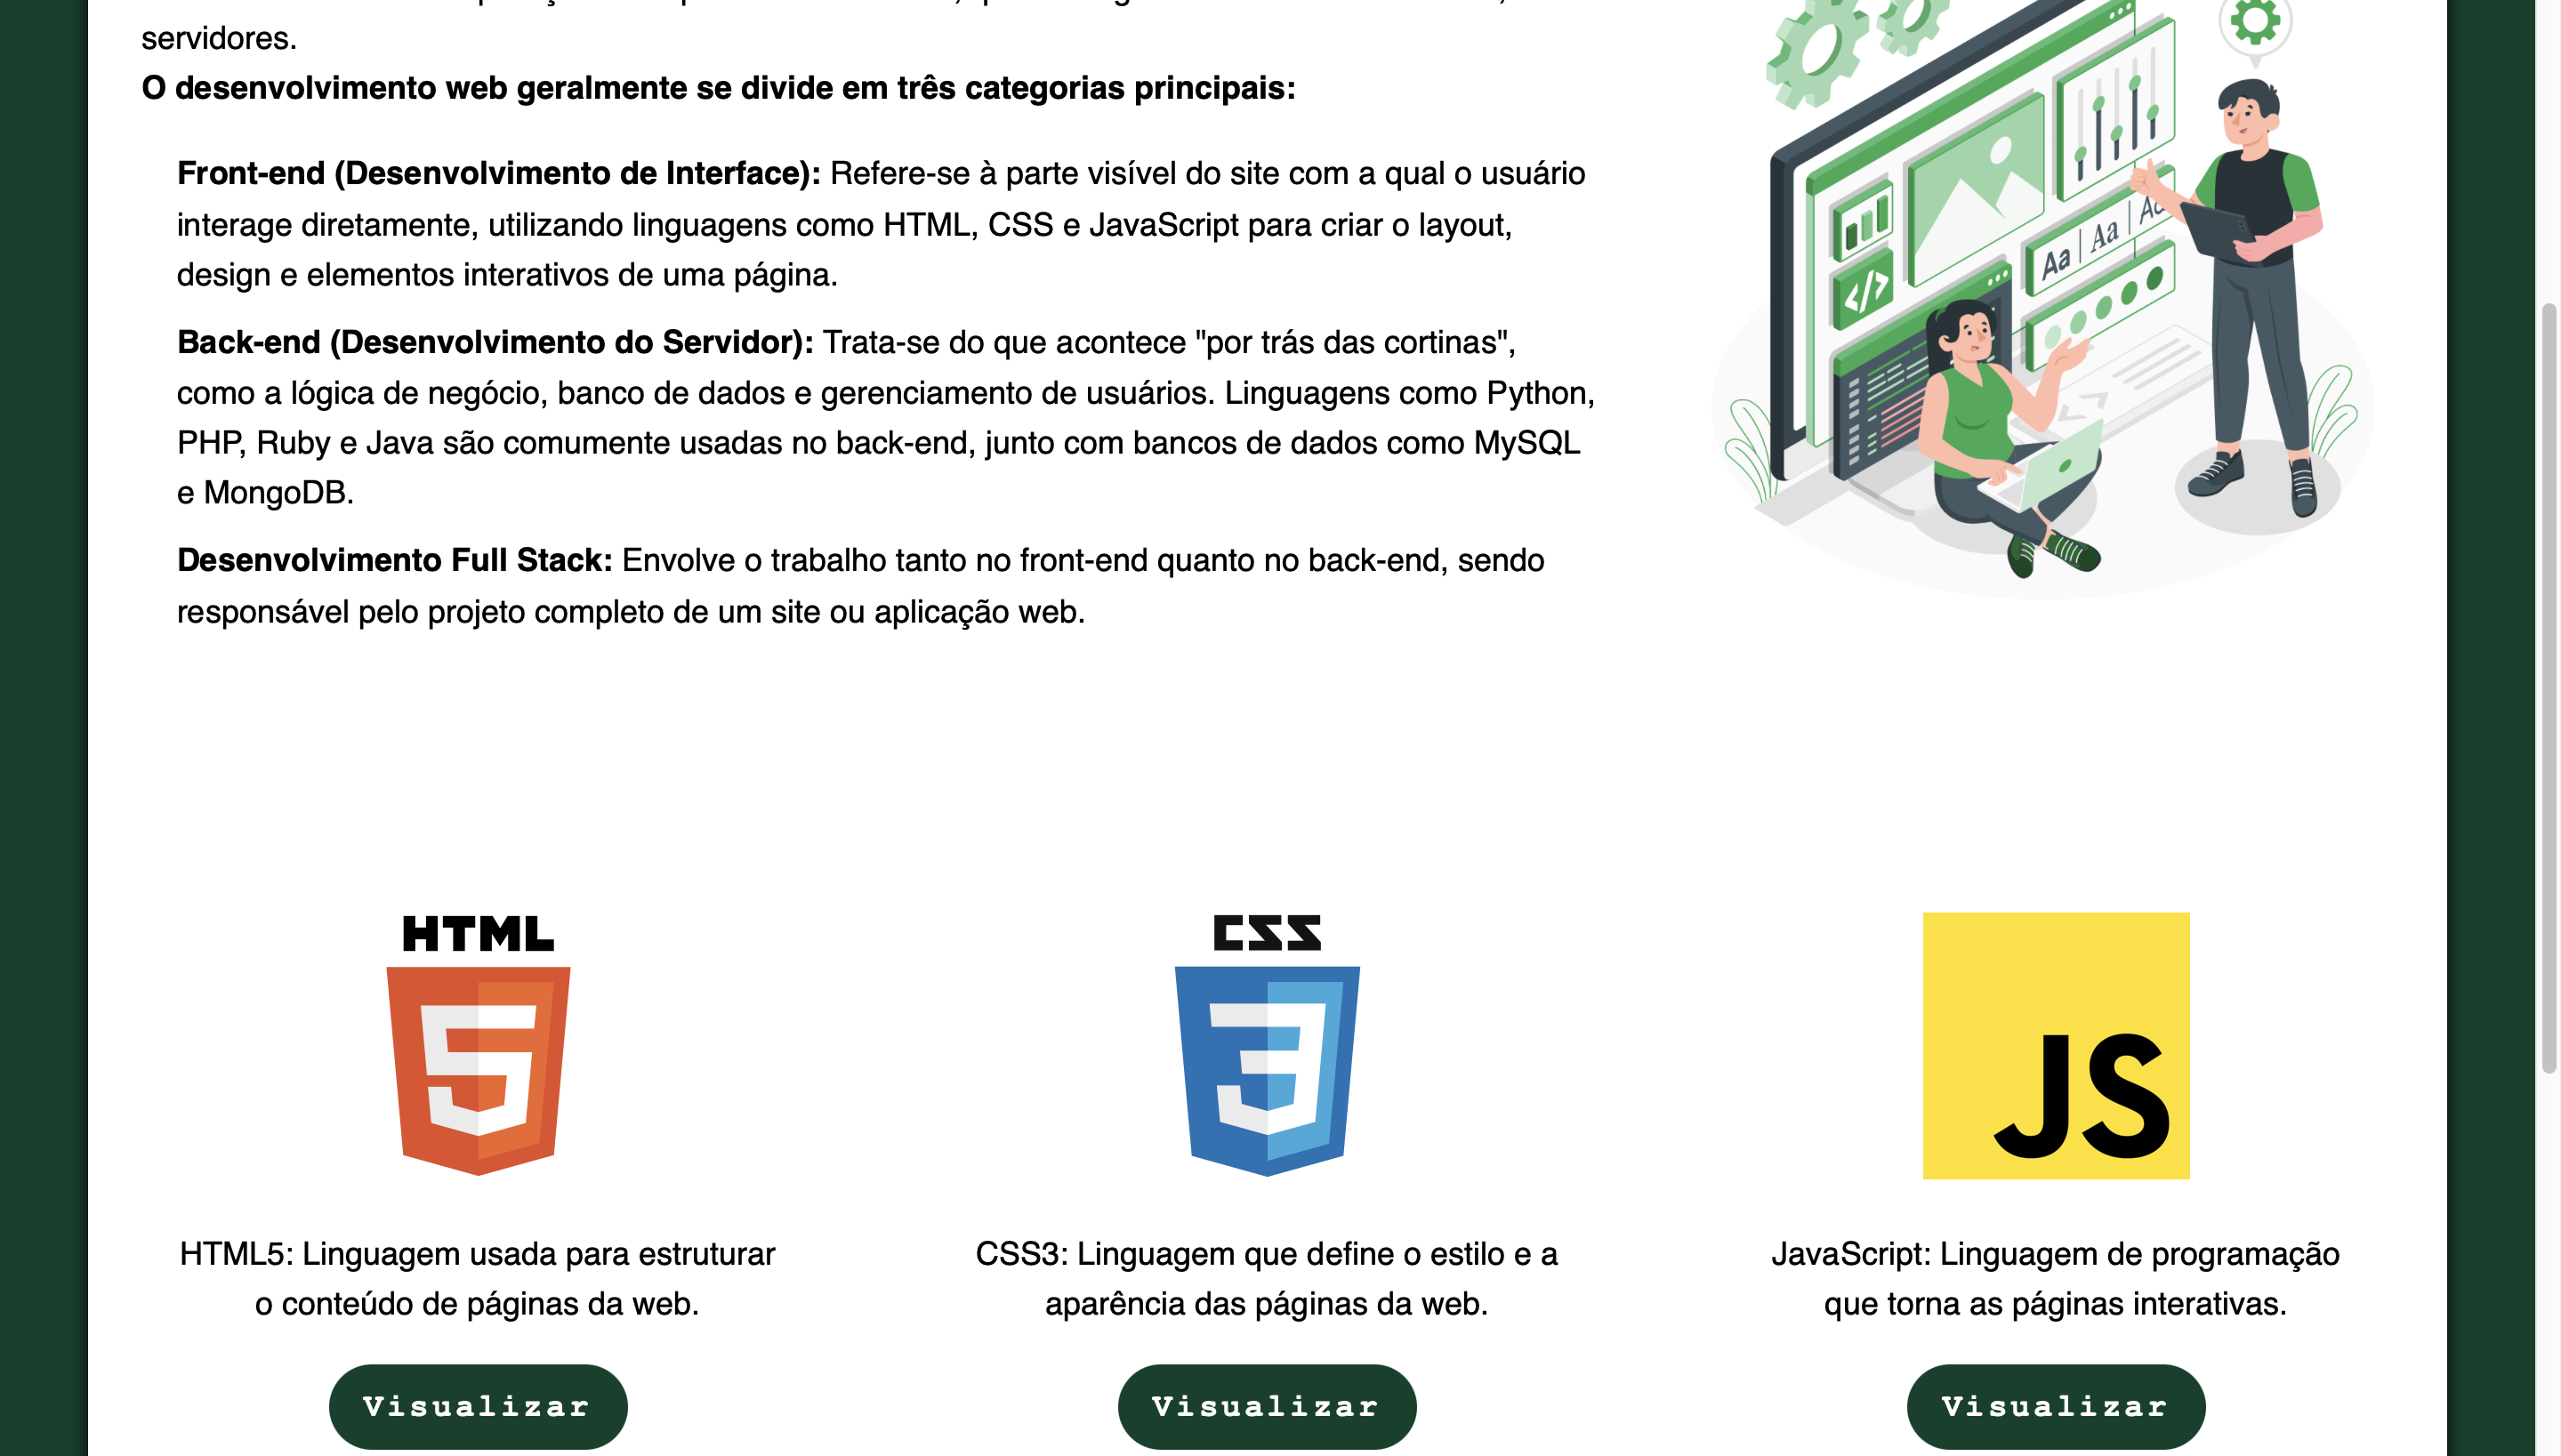 servidores.
O desenvolvimento web geralmente se divide em três categorias principais:
Front-end (Desenvolvimento de Interface): Refere-se à parte visível do site com a qual o usuário
interage diretamente, utilizando linguagens como HTML, CSS e JavaScript para criar o layout,
design e elementos interativos de uma página.
Back-end (Desenvolvimento do Servidor): Trata-se do que acontece "por trás das cortinas",
como a lógica de negócio, banco de dados e gerenciamento de usuários. Linguagens como Python,
PHP, Ruby e Java são comumente usadas no back-end, junto com bancos de dados como MySQL
e MongoDB.
Desenvolvimento Full Stack: Envolve o trabalho tanto no front-end quanto no back-end, sendo
responsável pelo projeto completo de um site ou aplicação web.
</>
Aa | Aa | Aa
HTML
5
CSS
3
JS
HTML5: Linguagem usada para estruturar
o conteúdo de páginas da web.
CSS3: Linguagem que define o estilo e a
aparência das páginas da web.
JavaScript: Linguagem de programação
que torna as páginas interativas.
Visualizar
Visualizar
Visualizar